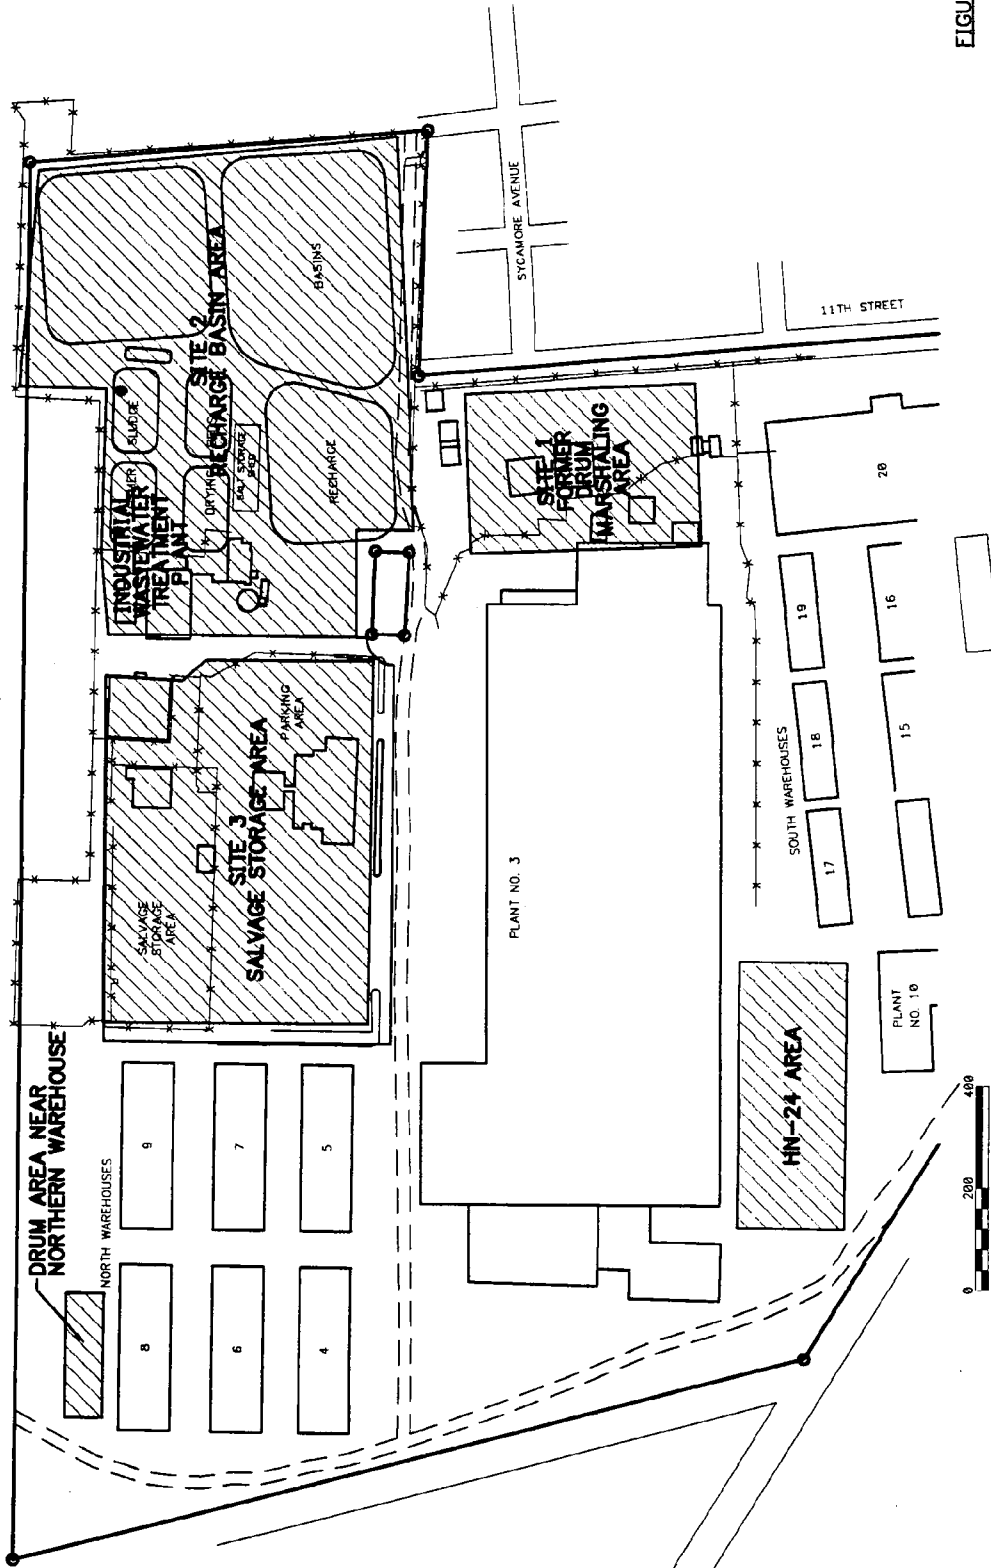 FIGU
SYCAMORE AVENUE
11TH STREET
SITE 2
RECHARGE BASIN AREA
BASINS
RECHARGE
SLUDGE
DRYING
SALT STORAGE
SHED
INDUSTRIAL
WASTEWATER
TREATMENT
PLANT
SITE 1
FORMER
DRUM
MARSHALING
AREA
SITE 3
SALVAGE STORAGE AREA
PARKING
AREA
SALVAGE
STORAGE
AREA
DRUM AREA NEAR
NORTHERN WAREHOUSE
NORTH WAREHOUSES
9
7
5
8
6
4
PLANT NO. 3
SOUTH WAREHOUSES
20
19
18
17
16
15
PLANT
NO. 10
HN-24 AREA
0
200
400